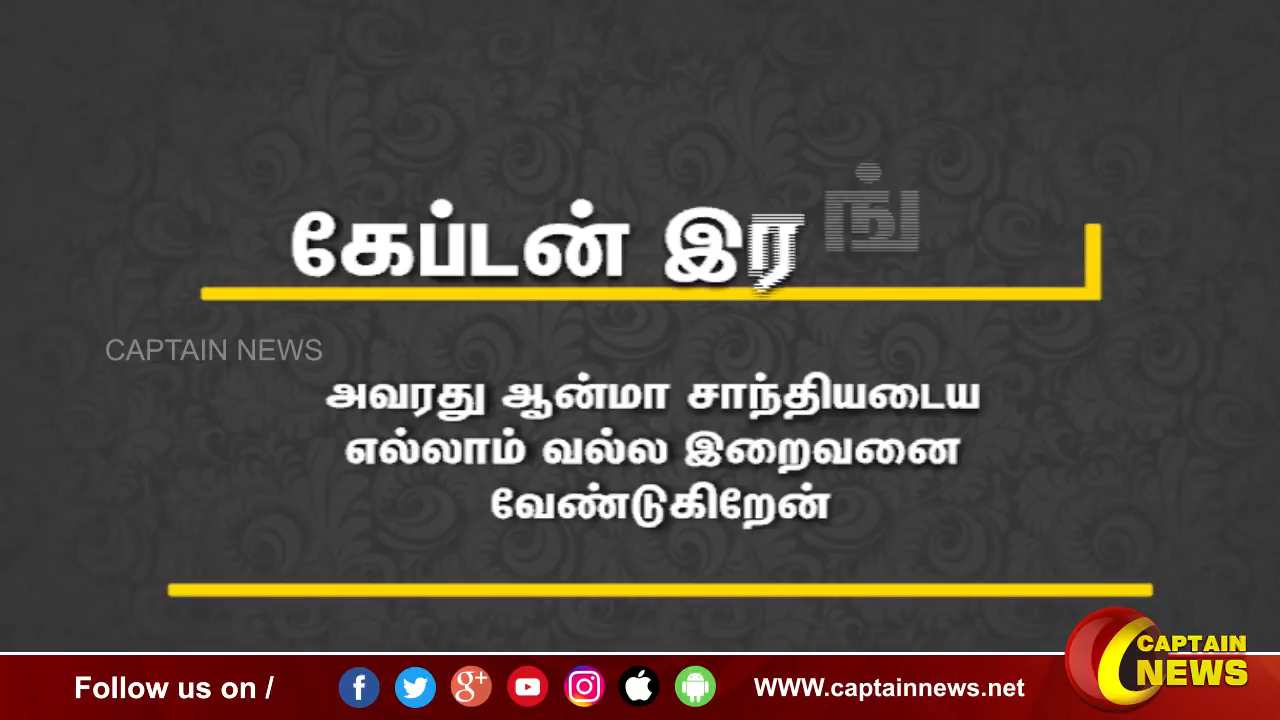 கேப்டன் இரங்
CAPTAIN NEWS
அவரது ஆன்மா சாந்தியடைய
எல்லாம் வல்ல இறைவனை
வேண்டுகிறேன்
CAPTAIN
NEWS
Follow us on / WWW.captainnews.net